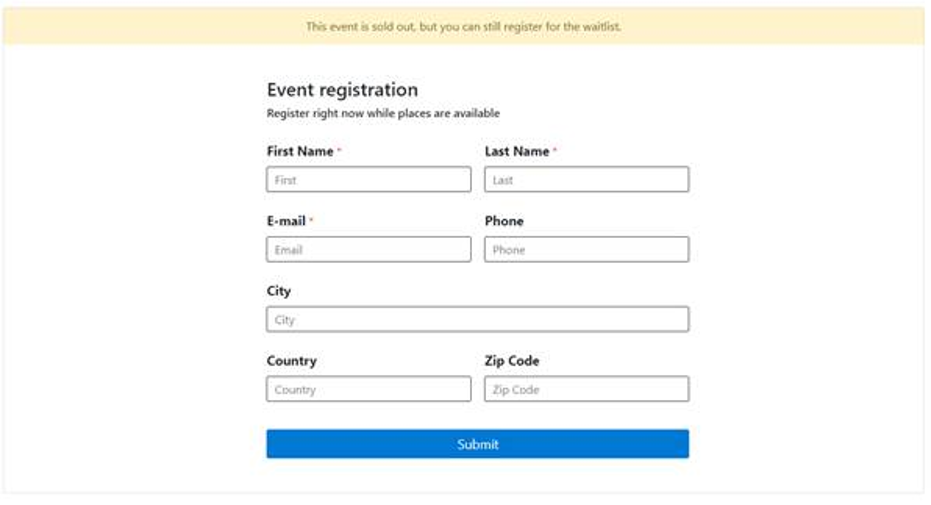 This event is sold out, but you can still register for the waitlist.
Event registration
Register right now while places are available
First Name * Last Name *
First Last
E-mail * Phone
Email Phone
City
City
Country Zip Code
Country Zip Code
Submit